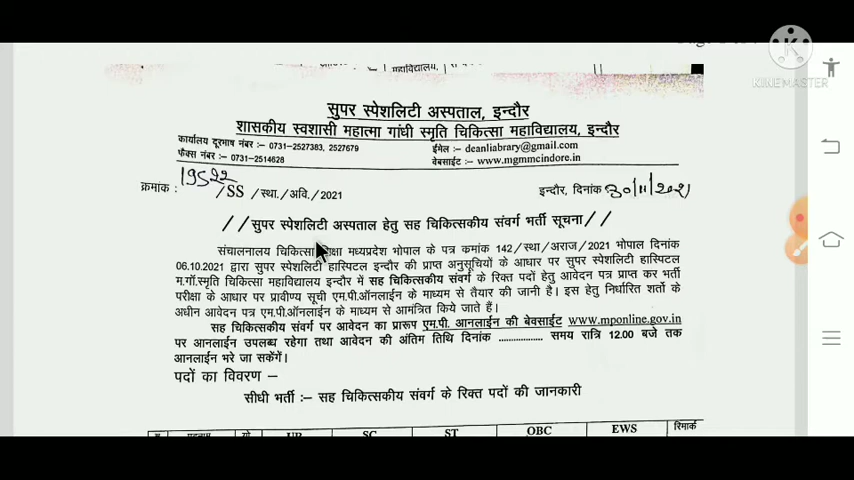 KINEMASTER
महाविद्यालय,
सुपर स्पेशलिटी अस्पताल, इन्दौर
शासकीय स्वशासी महात्मा गांधी स्मृति चिकित्सा महाविद्यालय, इन्दौर
कार्यालय दूरभाष नंबर :- 0731-2527383, 2527679
ईमेल :- deanliabrary@gmail.com
फैक्स नंबर :- 0731-2514628
वेबसाईट :- www.mgmmcindore.in
क्रमांक : 19522/SS /स्था./अवि./2021
इन्दौर, दिनांक 30/11/2021
//सुपर स्पेशलिटी अस्पताल हेतु सह चिकित्सकीय संवर्ग भर्ती सूचना//
संचालनालय चिकित्सा मध्यप्रदेश भोपाल के पत्र कमांक 142/स्था/अराज/2021 भोपाल दिनांक
06.10.2021 द्वारा सुपर स्पेशलिटी हास्पिटल इन्दौर की प्राप्त अनुसूचियों के आधार पर सुपर स्पेशलिटी हास्पिटल
म.गॉ.स्मृति चिकित्सा महाविद्यालय इन्दौर में सह चिकित्सकीय संवर्ग के रिक्त पदों हेतु आवेदन पत्र प्राप्त कर भर्ती
परीक्षा के आधार पर प्रावीण्य सूची एम.पी.ऑनलाईन के माध्यम से तैयार की जानी है। इस हेतु निर्धारित शर्तो के
अधीन आवेदन पत्र एम.पी.ऑनलाईन के माध्यम से आमंत्रित किये जाते हैं।
सह चिकित्सकीय संवर्ग पर आवेदन का प्रारूप एम.पी. आनलाईन की बेवसाईट www.mponline.gov.in
पर आनलाईन उपलब्ध रहेगा तथा आवेदन की अंतिम तिथि दिनांक .................. समय रात्रि 12.00 बजे तक
आनलाईन भरे जा सकेंगें।
पदों का विवरण –
सीधी भर्ती :– सह चिकित्सकीय संवर्ग के रिक्त पदों की जानकारी
UR SC ST OBC EWS रिमार्क